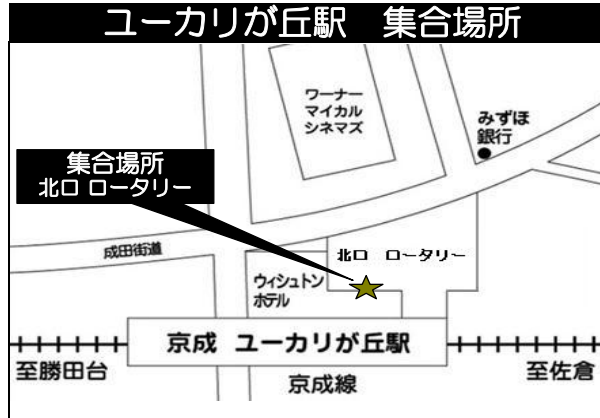 ユーカリが丘駅 集合場所
ワーナー
マイカル
シネマズ
みずほ
銀行
集合場所
北口 ロータリー
成田街道
北口 ロータリー
ウィシュトン
ホテル
京成 ユーカリが丘駅
至勝田台
京成線
至佐倉